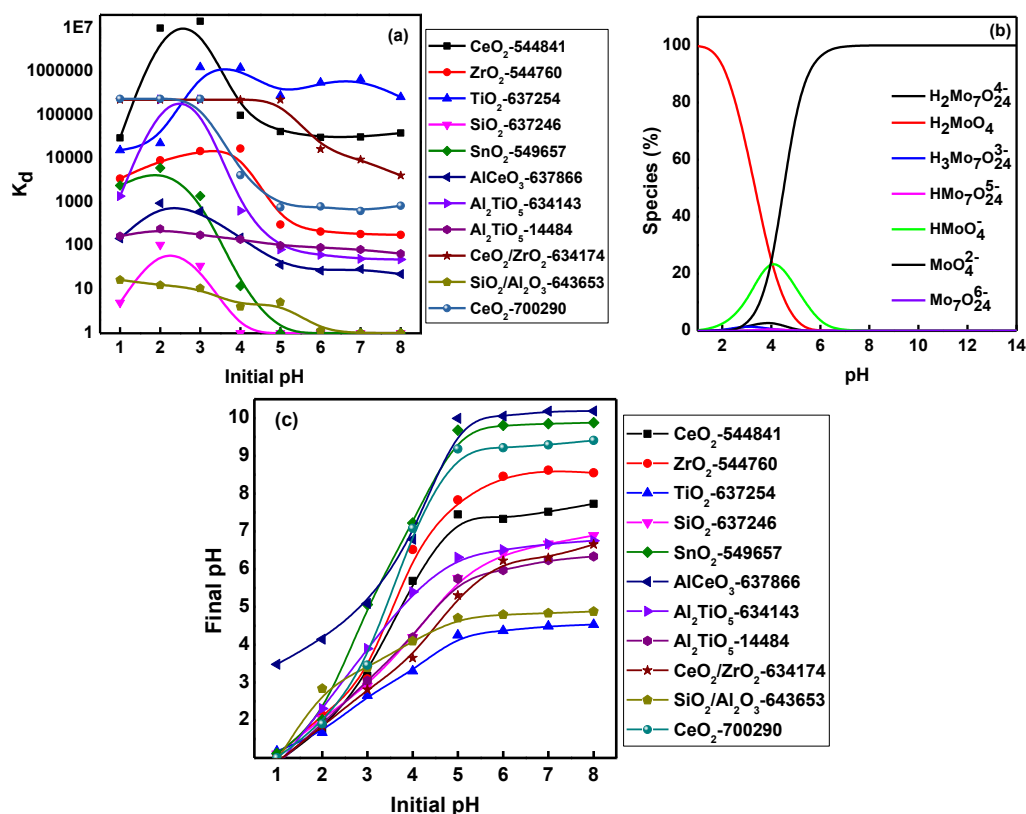 (a)
1E7
1000000
100000
10000
1000
100
10
1
K_d
1 2 3 4 5 6 7 8
Initial pH
CeO₂-544841
ZrO₂-544760
TiO₂-637254
SiO₂-637246
SnO₂-549657
AlCeO₃-637866
Al₂TiO₅-634143
Al₂TiO₅-14484
CeO₂/ZrO₂-634174
SiO₂/Al₂O₃-643653
CeO₂-700290
(b)
100
80
60
40
20
0
Species (%)
2 4 6 8 10 12 14
pH
H₂Mo₇O₂₄⁴⁻
H₂MoO₄
H₃Mo₇O₂₄³⁻
HMo₇O₂₄⁵⁻
HMoO₄⁻
MoO₄²⁻
Mo₇O₂₄⁶⁻
(c)
10
9
8
7
6
5
4
3
2
Final pH
1 2 3 4 5 6 7 8
Initial pH
CeO₂-544841
ZrO₂-544760
TiO₂-637254
SiO₂-637246
SnO₂-549657
AlCeO₃-637866
Al₂TiO₅-634143
Al₂TiO₅-14484
CeO₂/ZrO₂-634174
SiO₂/Al₂O₃-643653
CeO₂-700290